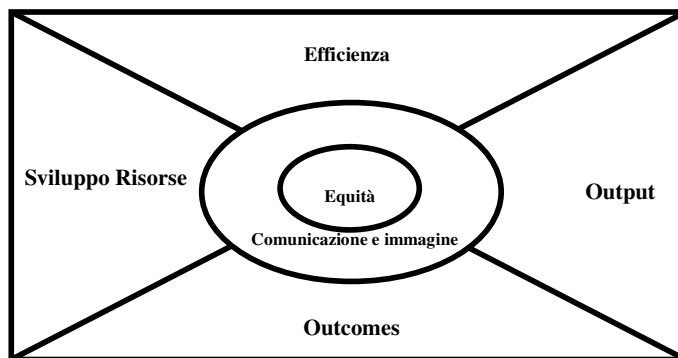 Efficienza
Sviluppo Risorse
Equità
Output
Comunicazione e immagine
Outcomes